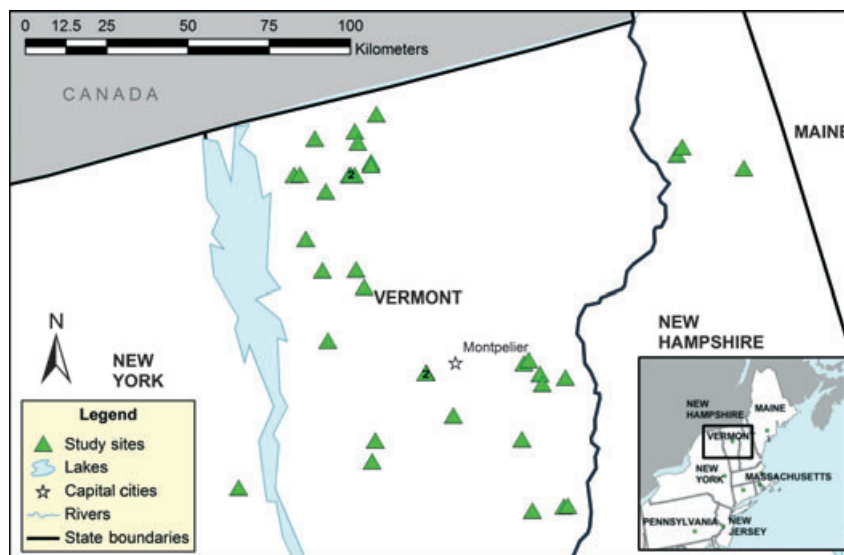 0 12.5 25 50 75 100
Kilometers
CANADA
MAINE
2
VERMONT
N
NEW
YORK
Montpelier
NEW
HAMPSHIRE
2
Legend
Study sites
Lakes
Capital cities
Rivers
State boundaries
NEW
HAMPSHIRE
MAINE
VERMONT
NEW
YORK
MASSACHUSETTS
PENNSYLVANIA
NEW
JERSEY